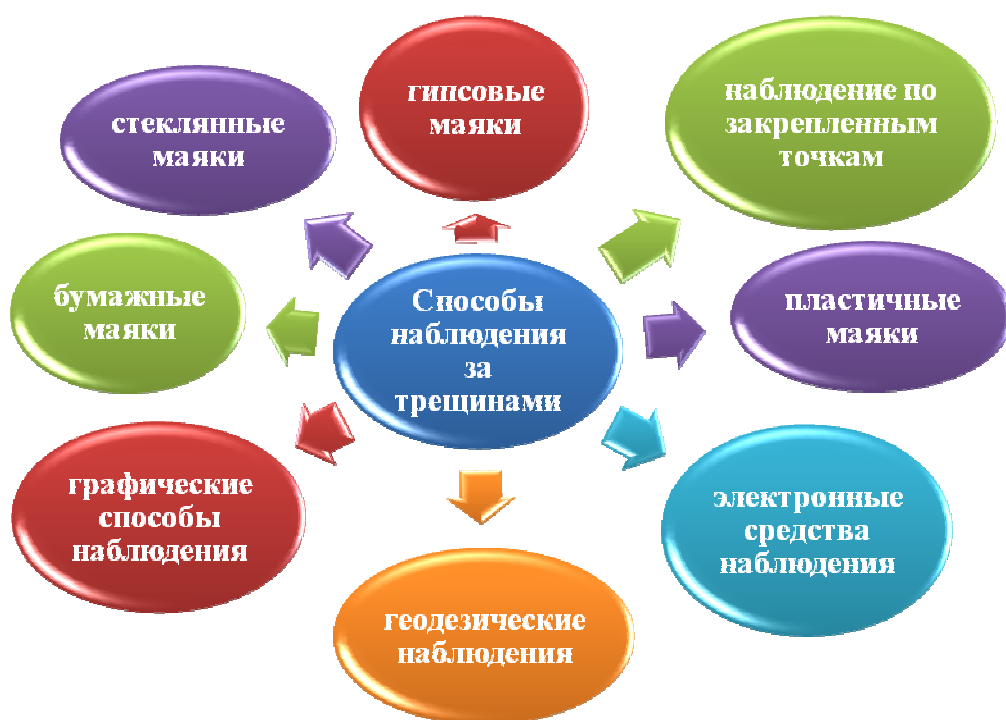 гипсовые
маяки
наблюдение по
закрепленным
точкам
стеклянные
маяки
бумажные
маяки
Способы
наблюдения
за
трещинами
пластичные
маяки
графические
способы
наблюдения
электронные
средства
наблюдения
геодезические
наблюдения